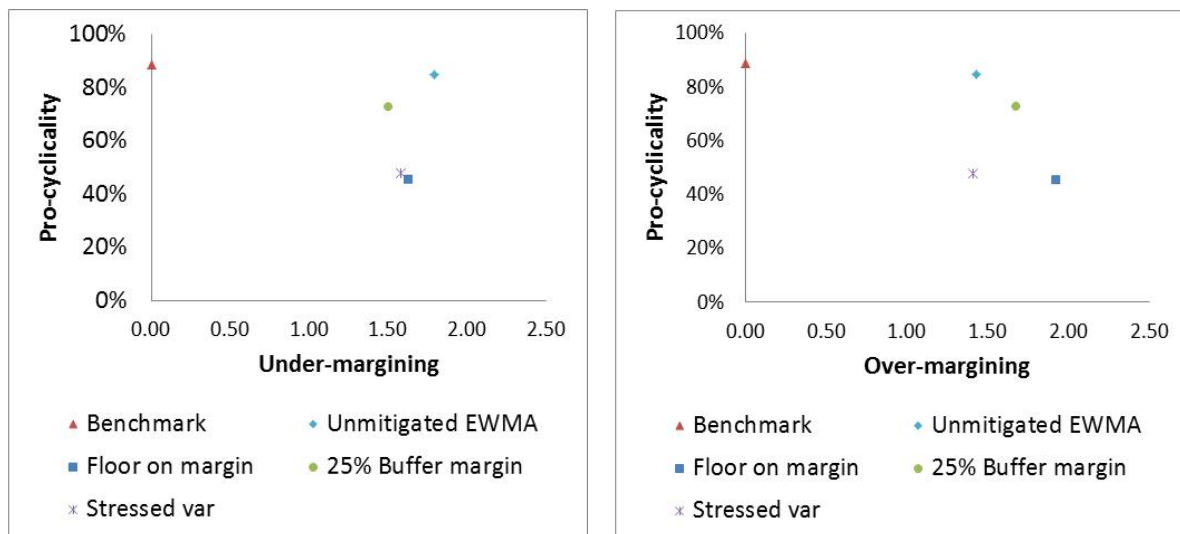 Pro-cyclicality
100%
80%
60%
40%
20%
0%
0.00 0.50 1.00 1.50 2.00 2.50
Under-margining
Benchmark Unmitigated EWMA
Floor on margin 25% Buffer margin
Stressed var
Pro-cyclicality
100%
80%
60%
40%
20%
0%
0.00 0.50 1.00 1.50 2.00 2.50
Over-margining
Benchmark Unmitigated EWMA
Floor on margin 25% Buffer margin
Stressed var